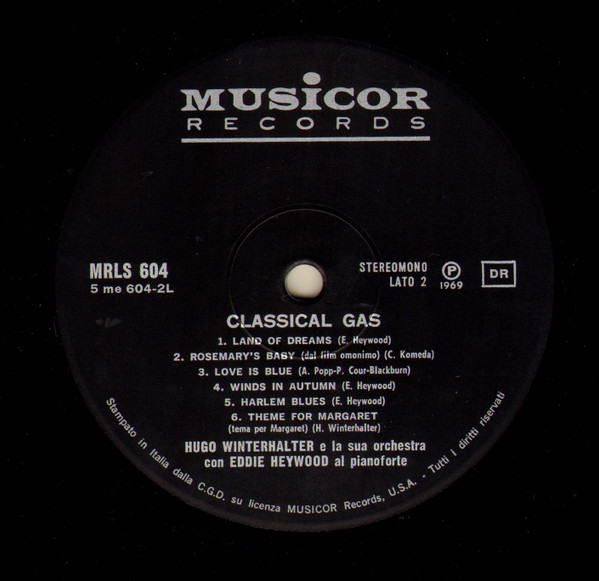 MUSiCOR
RECORDS
MRLS 604
5 me 604-2L
STEREOMONO
LATO 2
Ⓟ
1969
DR
CLASSICAL GAS
1. LAND OF DREAMS (E. Heywood)
2. ROSEMARY'S BABY (dal film omonimo) (C. Komeda)
3. LOVE IS BLUE (A. Popp-P. Cour-Blackburn)
4. WINDS IN AUTUMN (E. Heywood)
5. HARLEM BLUES (E. Heywood)
6. THEME FOR MARGARET
(tema per Margaret) (H. Winterhalter)
HUGO WINTERHALTER e la sua orchestra
con EDDIE HEYWOOD al pianoforte
Stampato in Italia dalla C.G.D. su licenza MUSICOR Records, U.S.A. - Tutti i diritti riservati